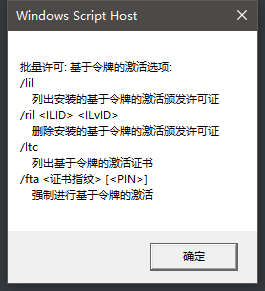 Windows Script Host
批量许可: 基于令牌的激活选项:
/lil
列出安装的基于令牌的激活颁发许可证
/ril <ILID> <ILvID>
删除安装的基于令牌的激活颁发许可证
/ltc
列出基于令牌的激活证书
/fta <证书指纹> [<PIN>]
强制进行基于令牌的激活
确定